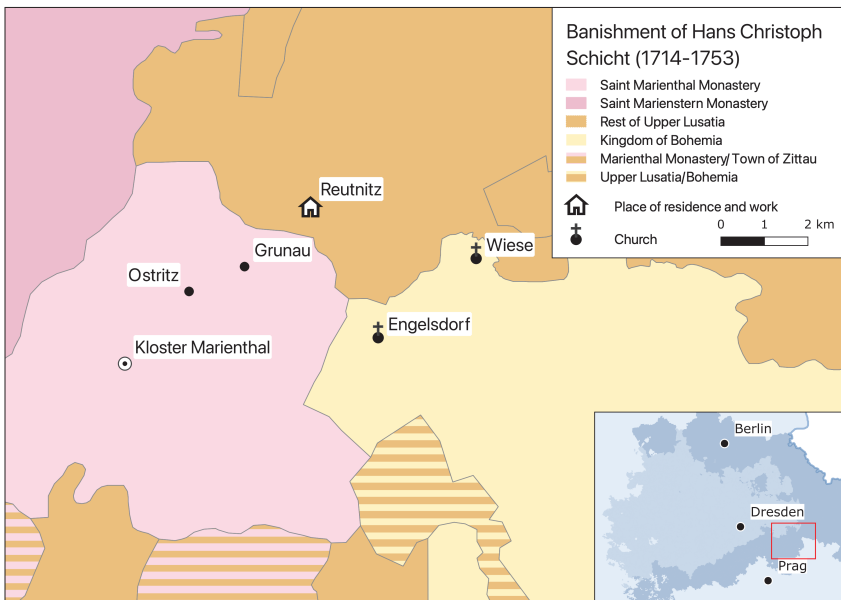 Banishment of Hans Christoph
Schicht (1714-1753)
Saint Marienthal Monastery
Saint Marienstern Monastery
Rest of Upper Lusatia
Kingdom of Bohemia
Marienthal Monastery/ Town of Zittau
Upper Lusatia/Bohemia
Place of residence and work
0 1 2 km
Church
Reutnitz
Wiese
Grunau
Ostritz
Engelsdorf
Kloster Marienthal
Berlin
Dresden
Prag